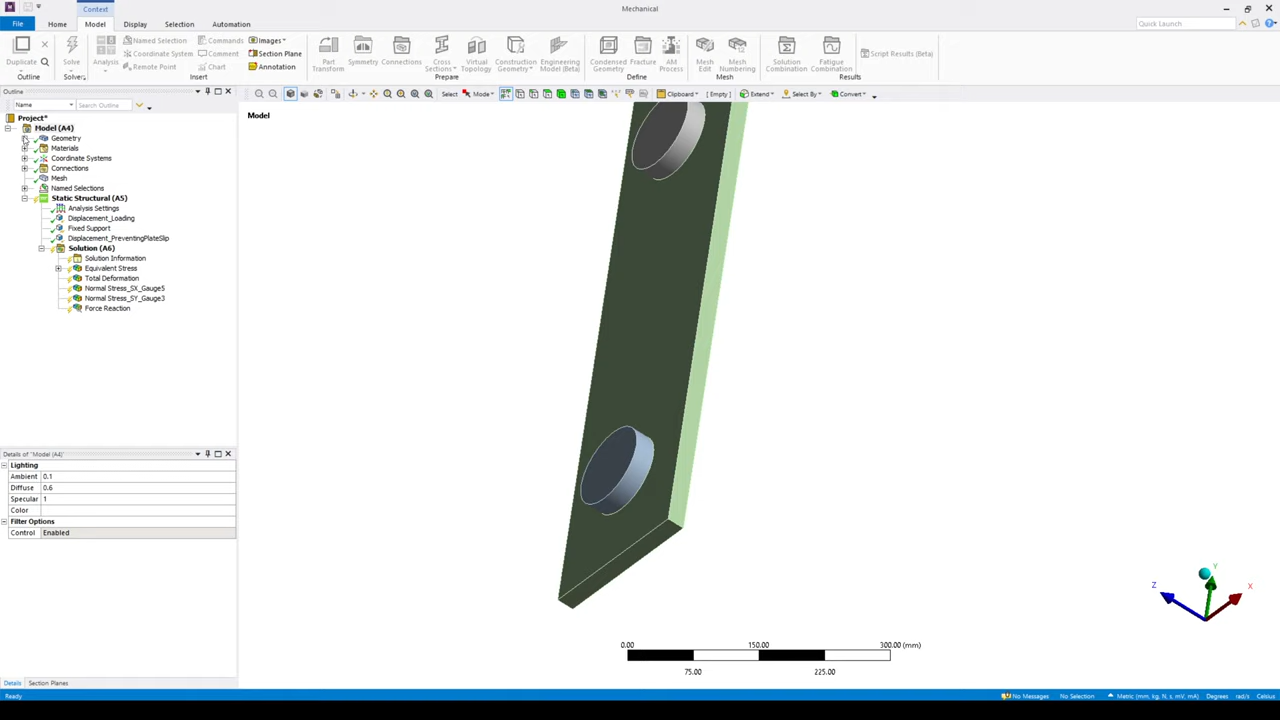 Context
Mechanical
File
Home
Model
Display
Selection
Automation
Quick Launch
Duplicate
Outline
Solve
Solver
Analysis
Named Selection
Coordinate System
Remote Point
Commands
Comment
Chart
Insert
Images
Section Plane
Annotation
Part Transform
Symmetry
Connections
Cross Sections
Virtual Topology
Construction Geometry
Engineering Model (Beta)
Prepare
Condensed Geometry
Fracture
AM Process
Define
Mesh Edit
Mesh Numbering
Mesh
Solution Combination
Fatigue Combination
Script Results (Beta)
Results
Outline
Select
Mode
Clipboard
[ Empty ]
Extend
Select By
Convert
Name
Search Outline
Project*
Model (A4)
Geometry
Materials
Coordinate Systems
Connections
Mesh
Named Selections
Static Structural (A5)
Analysis Settings
Displacement_Loading
Fixed Support
Displacement_PreventingPlateSlip
Solution (A6)
Solution Information
Equivalent Stress
Total Deformation
Normal Stress_SX_Gauge5
Normal Stress_SY_Gauge3
Force Reaction
Model
Details of "Model (A4)"
Lighting
Ambient 0.1
Diffuse 0.6
Specular 1
Color
Filter Options
Control Enabled
Y
Z
X
0.00 150.00 300.00 (mm)
75.00 225.00
Details Section Planes
Ready
No Messages
No Selection
Metric (mm, kg, N, s, mV, mA)
Degrees
rad/s
Celsius